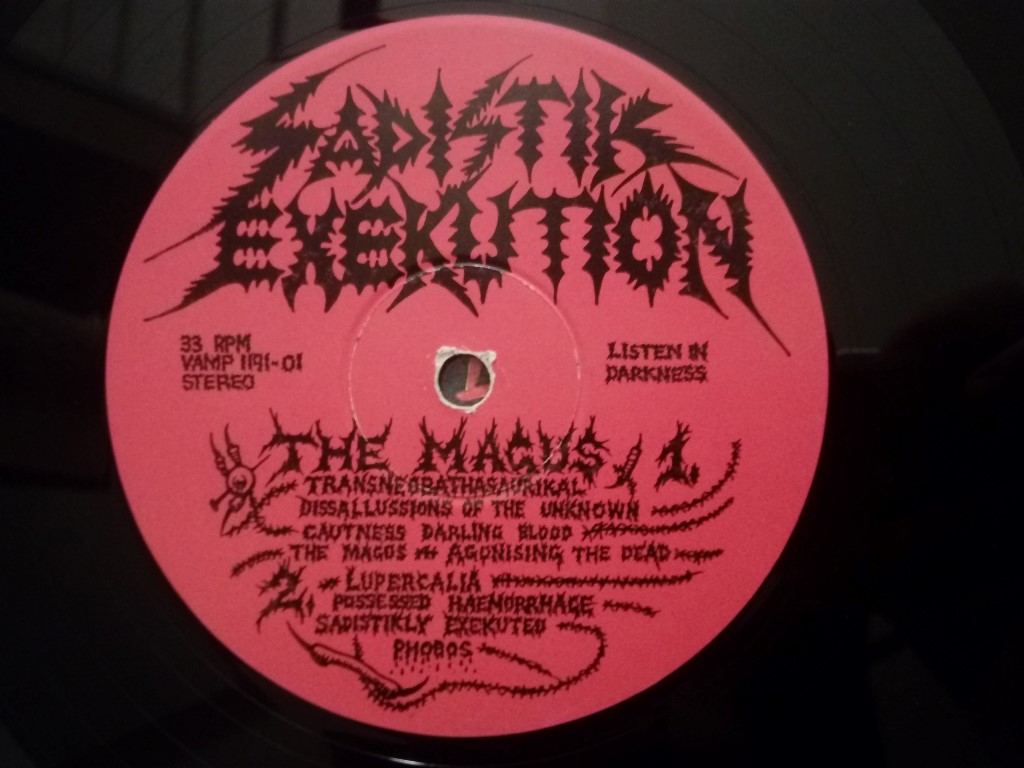 SADISTIK
EXEKUTION
33 RPM
VAMP 1191-01
STEREO
LISTEN IN
DARKNESS
THE MAGUS, 1.
TRANSNEOBATHASAURIKAL
DISSALLUSSIONS OF THE UNKNOWN
CAUTNESS DARLING BLOOD
THE MAGUS AGONISING THE DEAD
2. LUPERCALIA
POSSESSED HAEMORRHAGE
SADISTIKLY EXEKUTED
PHOBOS